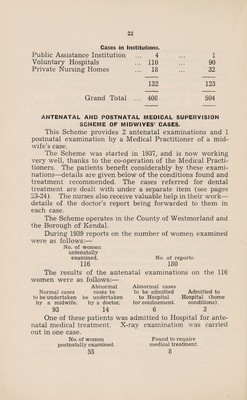 22
Cases in Institutions.
Public Assistance Institution ... 4 ... 1
Voluntary Hospitals ... 110 ... 90
Private Nursing Homes ... 18 ... 32
132 123
Grand Total ... 408 504
ANTENATAL AND POSTNATAL MEDICAL SUPERVISION
SCHEME OF MIDWIVES' CASES.
This Scheme provides 2 antenatal examinations and 1
postnatal examination by a Medical Practitioner of a mid-
wife's case.
The Scheme was started in 1937, and is now working
very well, thanks to the co-operation of the Medical Practi-
tioners. The patients benefit considerably by these exami-
nations—details are given below of the conditions found and
treatment recommended. The cases referred for dental
treatment are dealt with under a separate item (see pages
23-24). The nurses also receive valuable help in their work—
details of the doctor's report being forwarded to them in
each case.
The Scheme operates in the County of Westmorland and
the Borough of Kendal.
During 1939 reports on the number of women examined
were as follows:—
No. of women
antenatally
examined. No. of reports.
116 180
The results of the antenatal examinations on the 116
women were as follows:—
Abnormal Abnormal cases
Normal cases cases to to be admitted Admitted to
to be undertaken be undertaken to Hospital Hospital (home
by a midwife. by a doctor. for confinement. conditions).
93 14 6 3
One of these patients was admitted to Hospital for ante-
natal medical treatment. X-ray examination was carried
out in one case.
No. of women Found to require
postnatally examined. medical treatment.
55 8